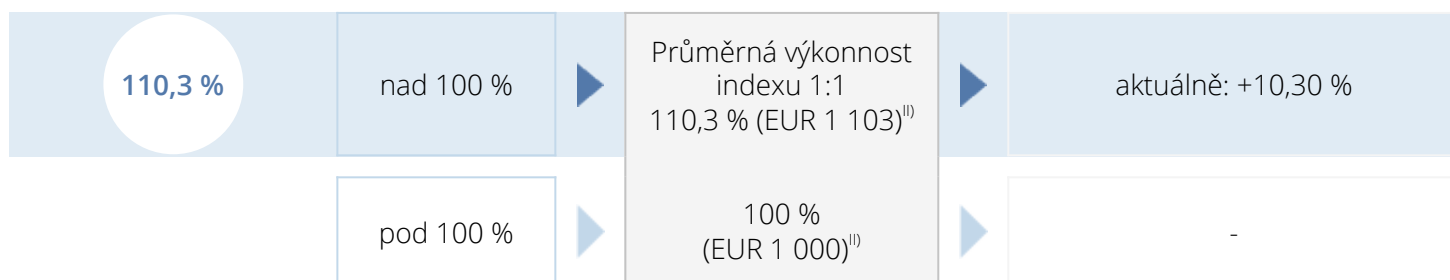 110,3 %
nad 100 %
Průměrná výkonnost
indexu 1:1
110,3 % (EUR 1 103)II)
aktuálně: +10,30 %
pod 100 %
100 %
(EUR 1 000)II)
-